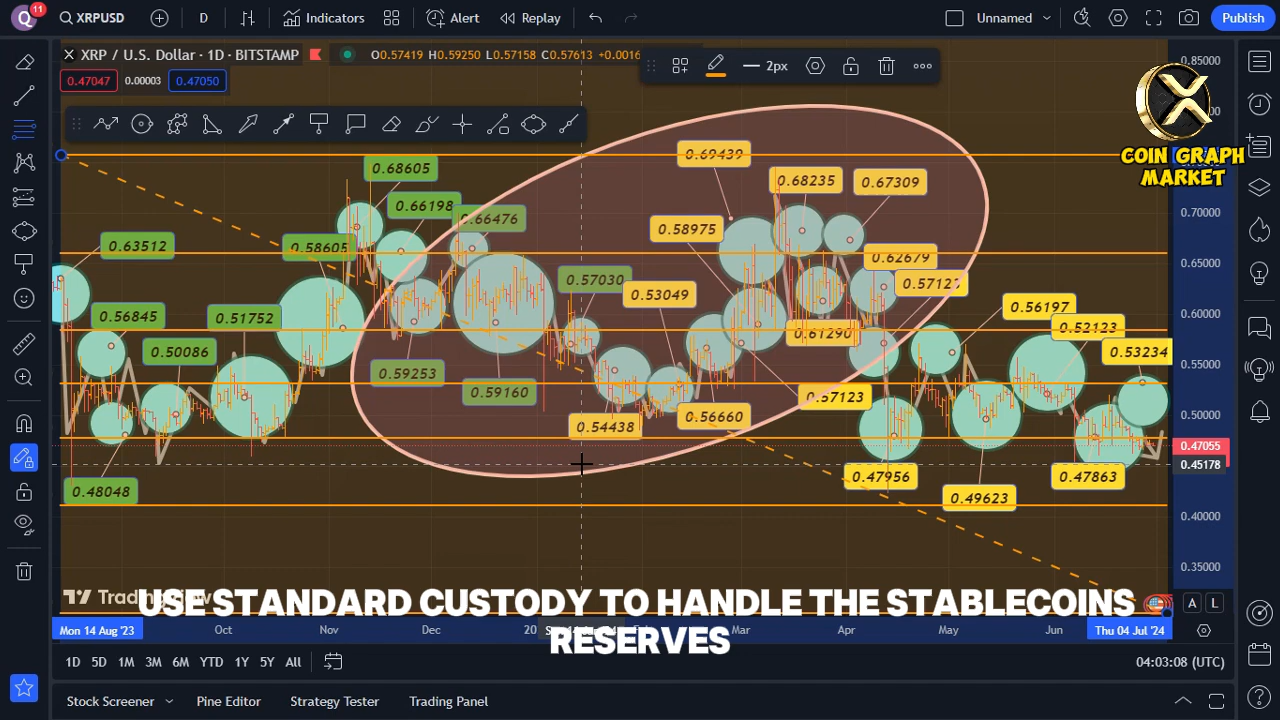 Q
11
XRPUSD
D
Indicators
Alert
Replay
Unnamed
Publish
XRP / U.S. Dollar · 1D · BITSTAMP
O0.57419 H0.59250 L0.57158 C0.57613 +0.0016
0.47047
0.00003
0.47050
2px
COIN GRAPH
MARKET
0.85000
0.70000
0.65000
0.60000
0.55000
0.50000
0.47055
0.45178
0.40000
0.35000
0.69439
0.68605
0.68235
0.67309
0.66198
0.66476
0.58975
0.63512
0.58605
0.62679
0.57030
0.53049
0.56197
0.56845
0.51752
0.52123
0.61290
0.50086
0.53234
0.59253
0.59160
0.67123
0.54438
0.56660
0.47956
0.47863
0.48048
0.49623
USE STANDARD CUSTODY TO HANDLE THE STABLECOINS
RESERVES
A
L
Mon 14 Aug '23
Oct
Nov
Dec
20
Mar
Apr
May
Jun
Thu 04 Jul '24
1D 5D 1M 3M 6M YTD 1Y 5Y All
04:03:08 (UTC)
Stock Screener
Pine Editor
Strategy Tester
Trading Panel